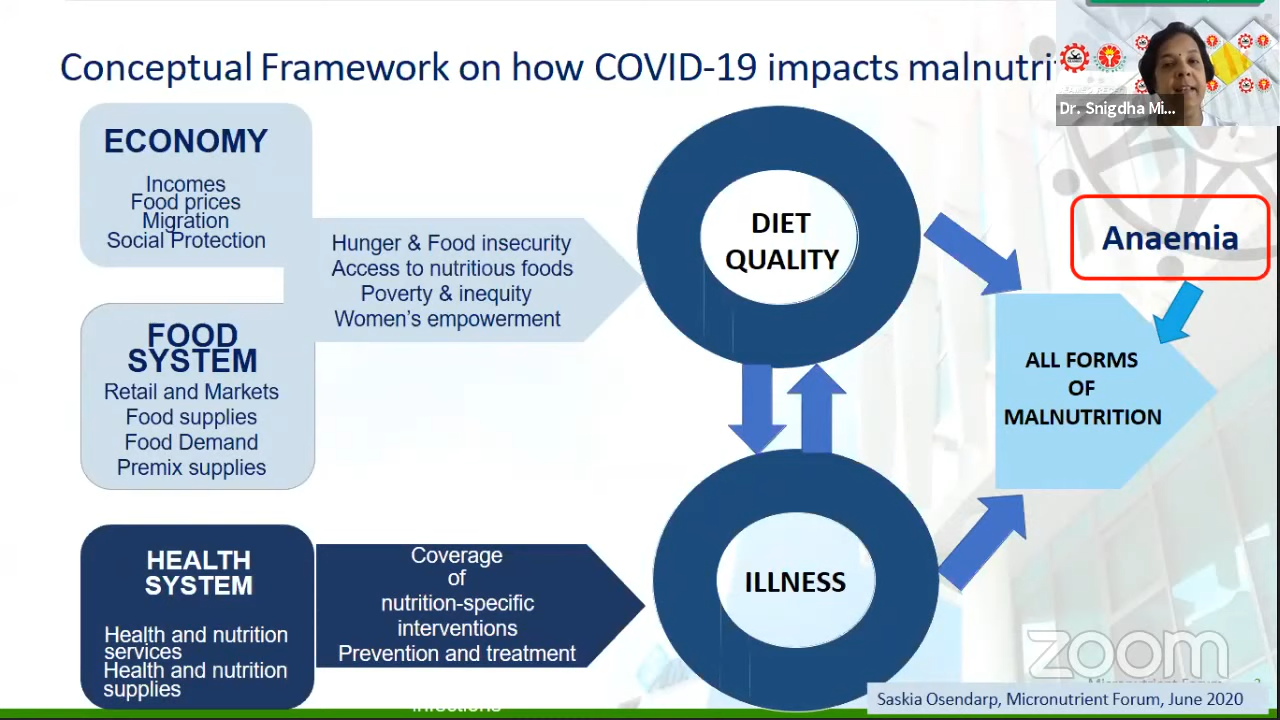 Conceptual Framework on how COVID-19 impacts malnutri
Dr. Snigdha Mi...
ECONOMY
Incomes
Food prices
Migration
Social Protection
Hunger & Food insecurity
Access to nutritious foods
Poverty & inequity
Women's empowerment
FOOD
SYSTEM
Retail and Markets
Food supplies
Food Demand
Premix supplies
HEALTH
SYSTEM
Health and nutrition
services
Health and nutrition
supplies
Coverage
of
nutrition-specific
interventions
Prevention and treatment
infections
DIET
QUALITY
ILLNESS
Anaemia
ALL FORMS
OF
MALNUTRITION
zoom
Micronutrient Forum
Saskia Osendarp, Micronutrient Forum, June 2020